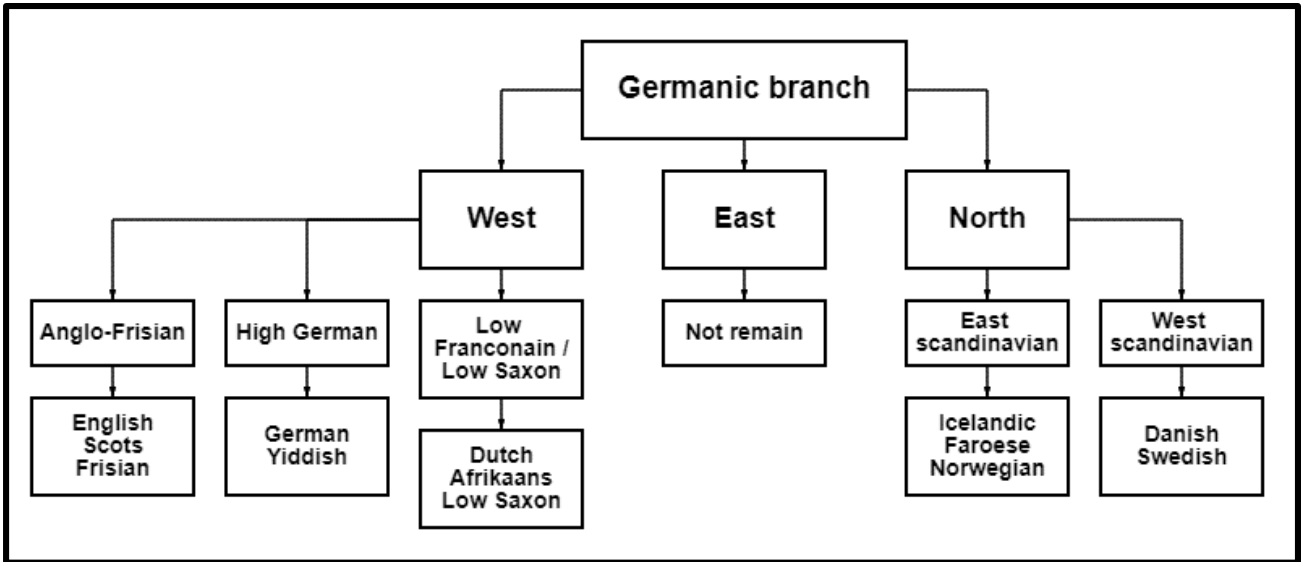 Germanic branch
West
East
North
Anglo-Frisian
High German
Low
Franconain /
Low Saxon
Not remain
East
scandinavian
West
scandinavian
English
Scots
Frisian
German
Yiddish
Dutch
Afrikaans
Low Saxon
Icelandic
Faroese
Norwegian
Danish
Swedish